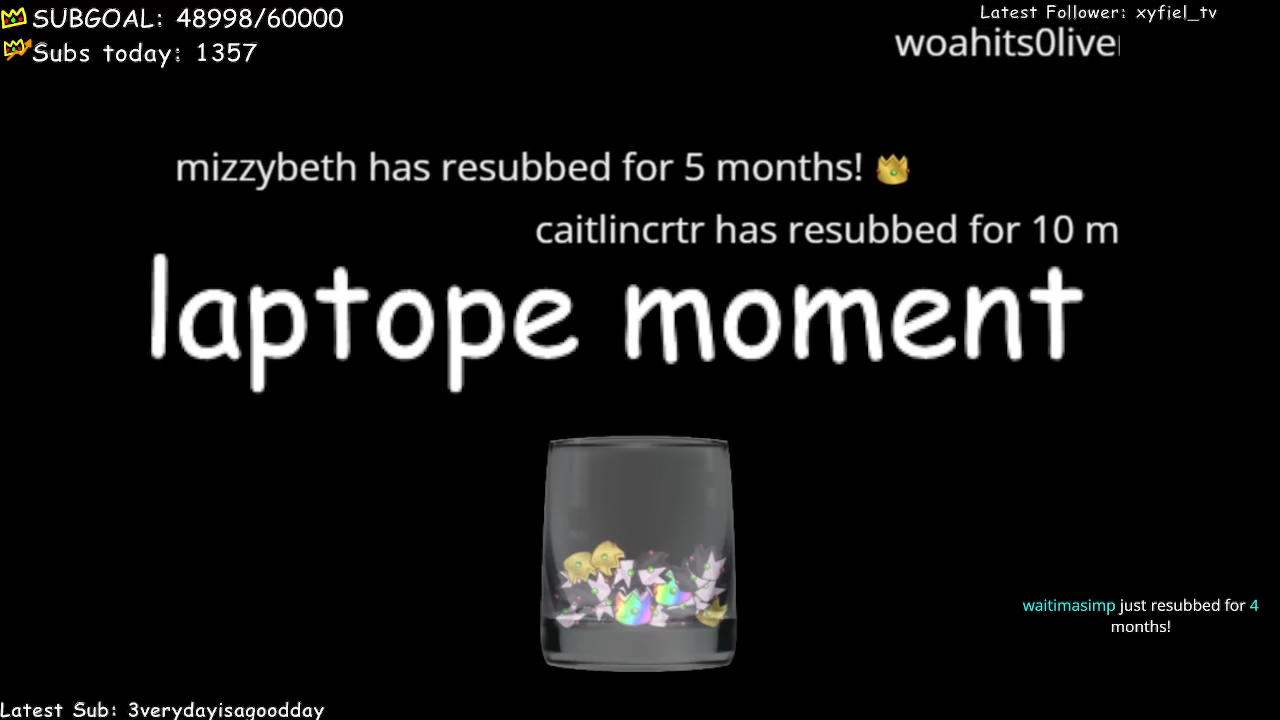 SUBGOAL: 48998/60000
Latest Follower: xyfiel_tv
Subs today: 1357
woahits0live
mizzybeth has resubbed for 5 months!
caitlincrtr has resubbed for 10 m
laptope moment
waitimasimp just resubbed for 4
months!
Latest Sub: 3verydayisagoodday